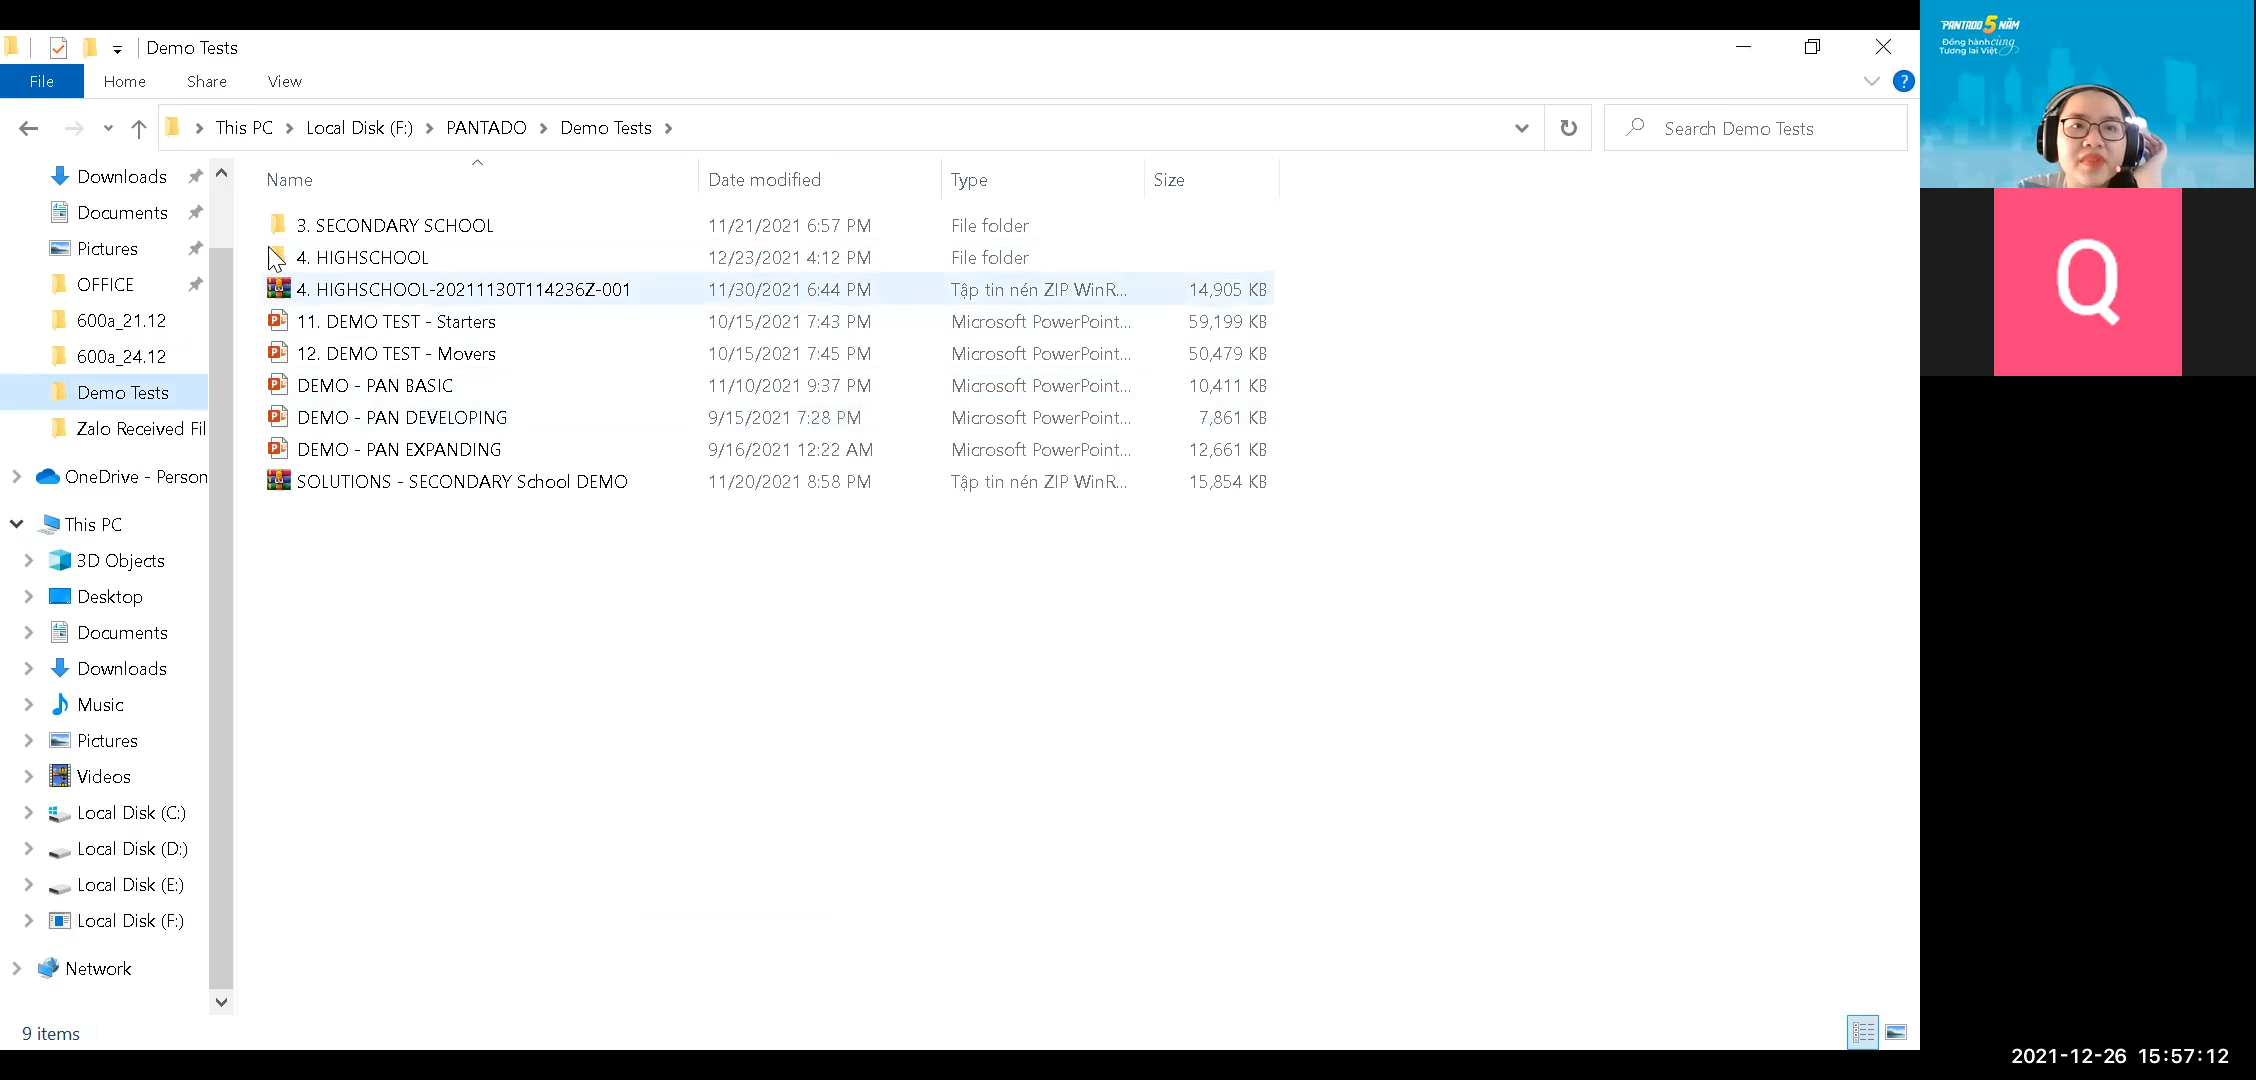 Demo Tests
File Home Share View
This PC Local Disk (F:) PANTADO Demo Tests
Search Demo Tests
Downloads
Documents
Pictures
OFFICE
600a_21.12
600a_24.12
Demo Tests
Zalo Received Fil
OneDrive - Person
This PC
3D Objects
Desktop
Documents
Downloads
Music
Pictures
Videos
Local Disk (C:)
Local Disk (D:)
Local Disk (E:)
Local Disk (F:)
Network
Name Date modified Type Size
3. SECONDARY SCHOOL 11/21/2021 6:57 PM File folder
4. HIGHSCHOOL 12/23/2021 4:12 PM File folder
4. HIGHSCHOOL-20211130T114236Z-001 11/30/2021 6:44 PM Tập tin nén ZIP WinR... 14,905 KB
11. DEMO TEST - Starters 10/15/2021 7:43 PM Microsoft PowerPoint... 59,199 KB
12. DEMO TEST - Movers 10/15/2021 7:45 PM Microsoft PowerPoint... 50,479 KB
DEMO - PAN BASIC 11/10/2021 9:37 PM Microsoft PowerPoint... 10,411 KB
DEMO - PAN DEVELOPING 9/15/2021 7:28 PM Microsoft PowerPoint... 7,861 KB
DEMO - PAN EXPANDING 9/16/2021 12:22 AM Microsoft PowerPoint... 12,661 KB
SOLUTIONS - SECONDARY School DEMO 11/20/2021 8:58 PM Tập tin nén ZIP WinR... 15,854 KB
9 items
PANTADO 5 NĂM
Đồng hành cùng
Tương lai Việt
Q
2021-12-26 15:57:12